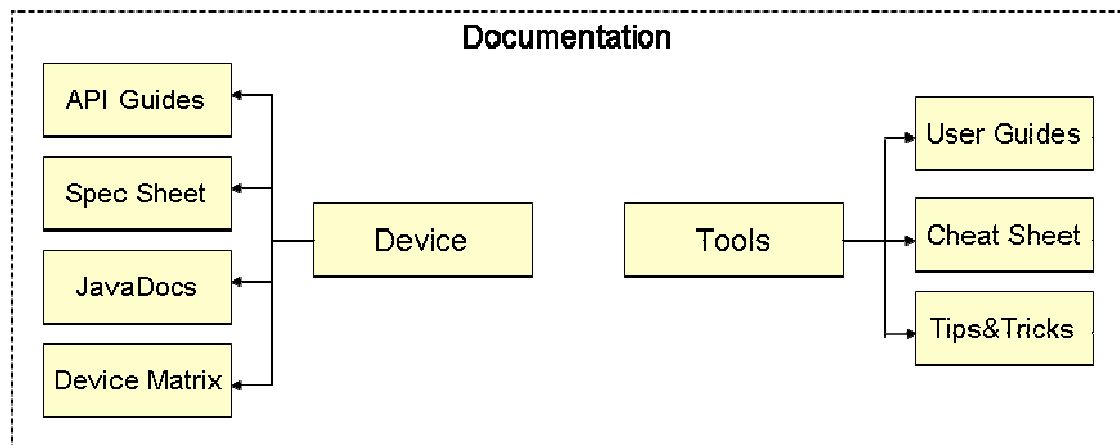 Documentation
API Guides
Spec Sheet
JavaDocs
Device Matrix
Device
Tools
User Guides
Cheat Sheet
Tips&Tricks